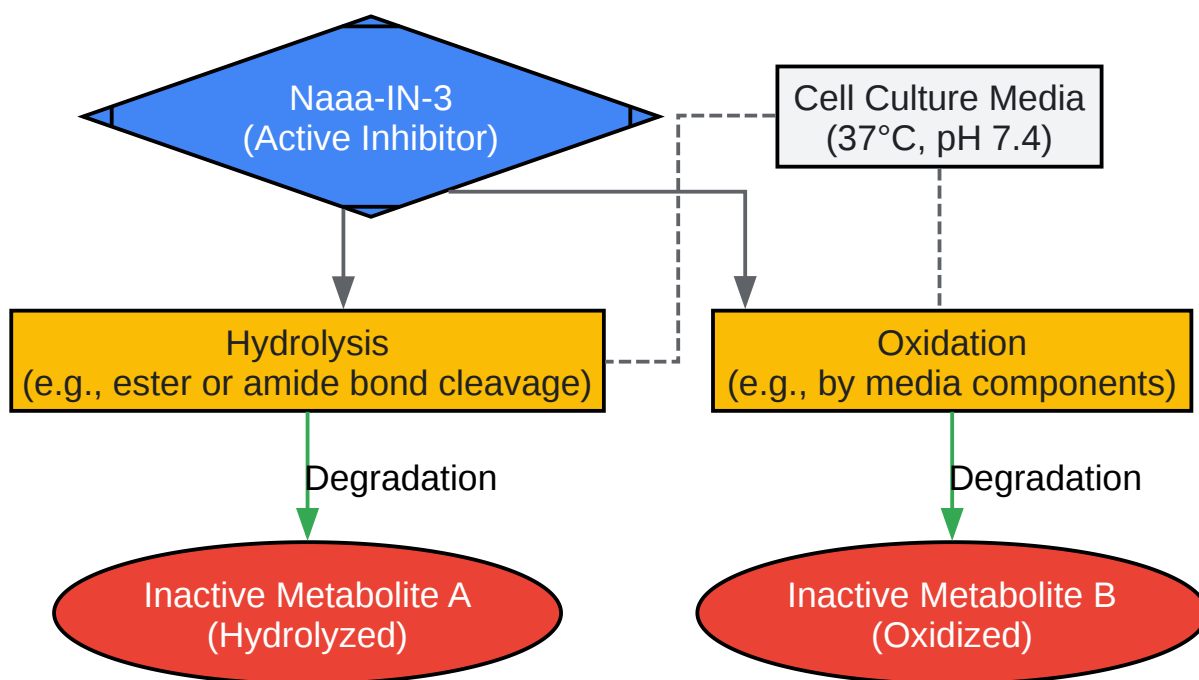 Naaa-IN-3
(Active Inhibitor)
Cell Culture Media
(37°C, pH 7.4)
Hydrolysis
(e.g., ester or amide bond cleavage)
Oxidation
(e.g., by media components)
Degradation
Degradation
Inactive Metabolite A
(Hydrolyzed)
Inactive Metabolite B
(Oxidized)